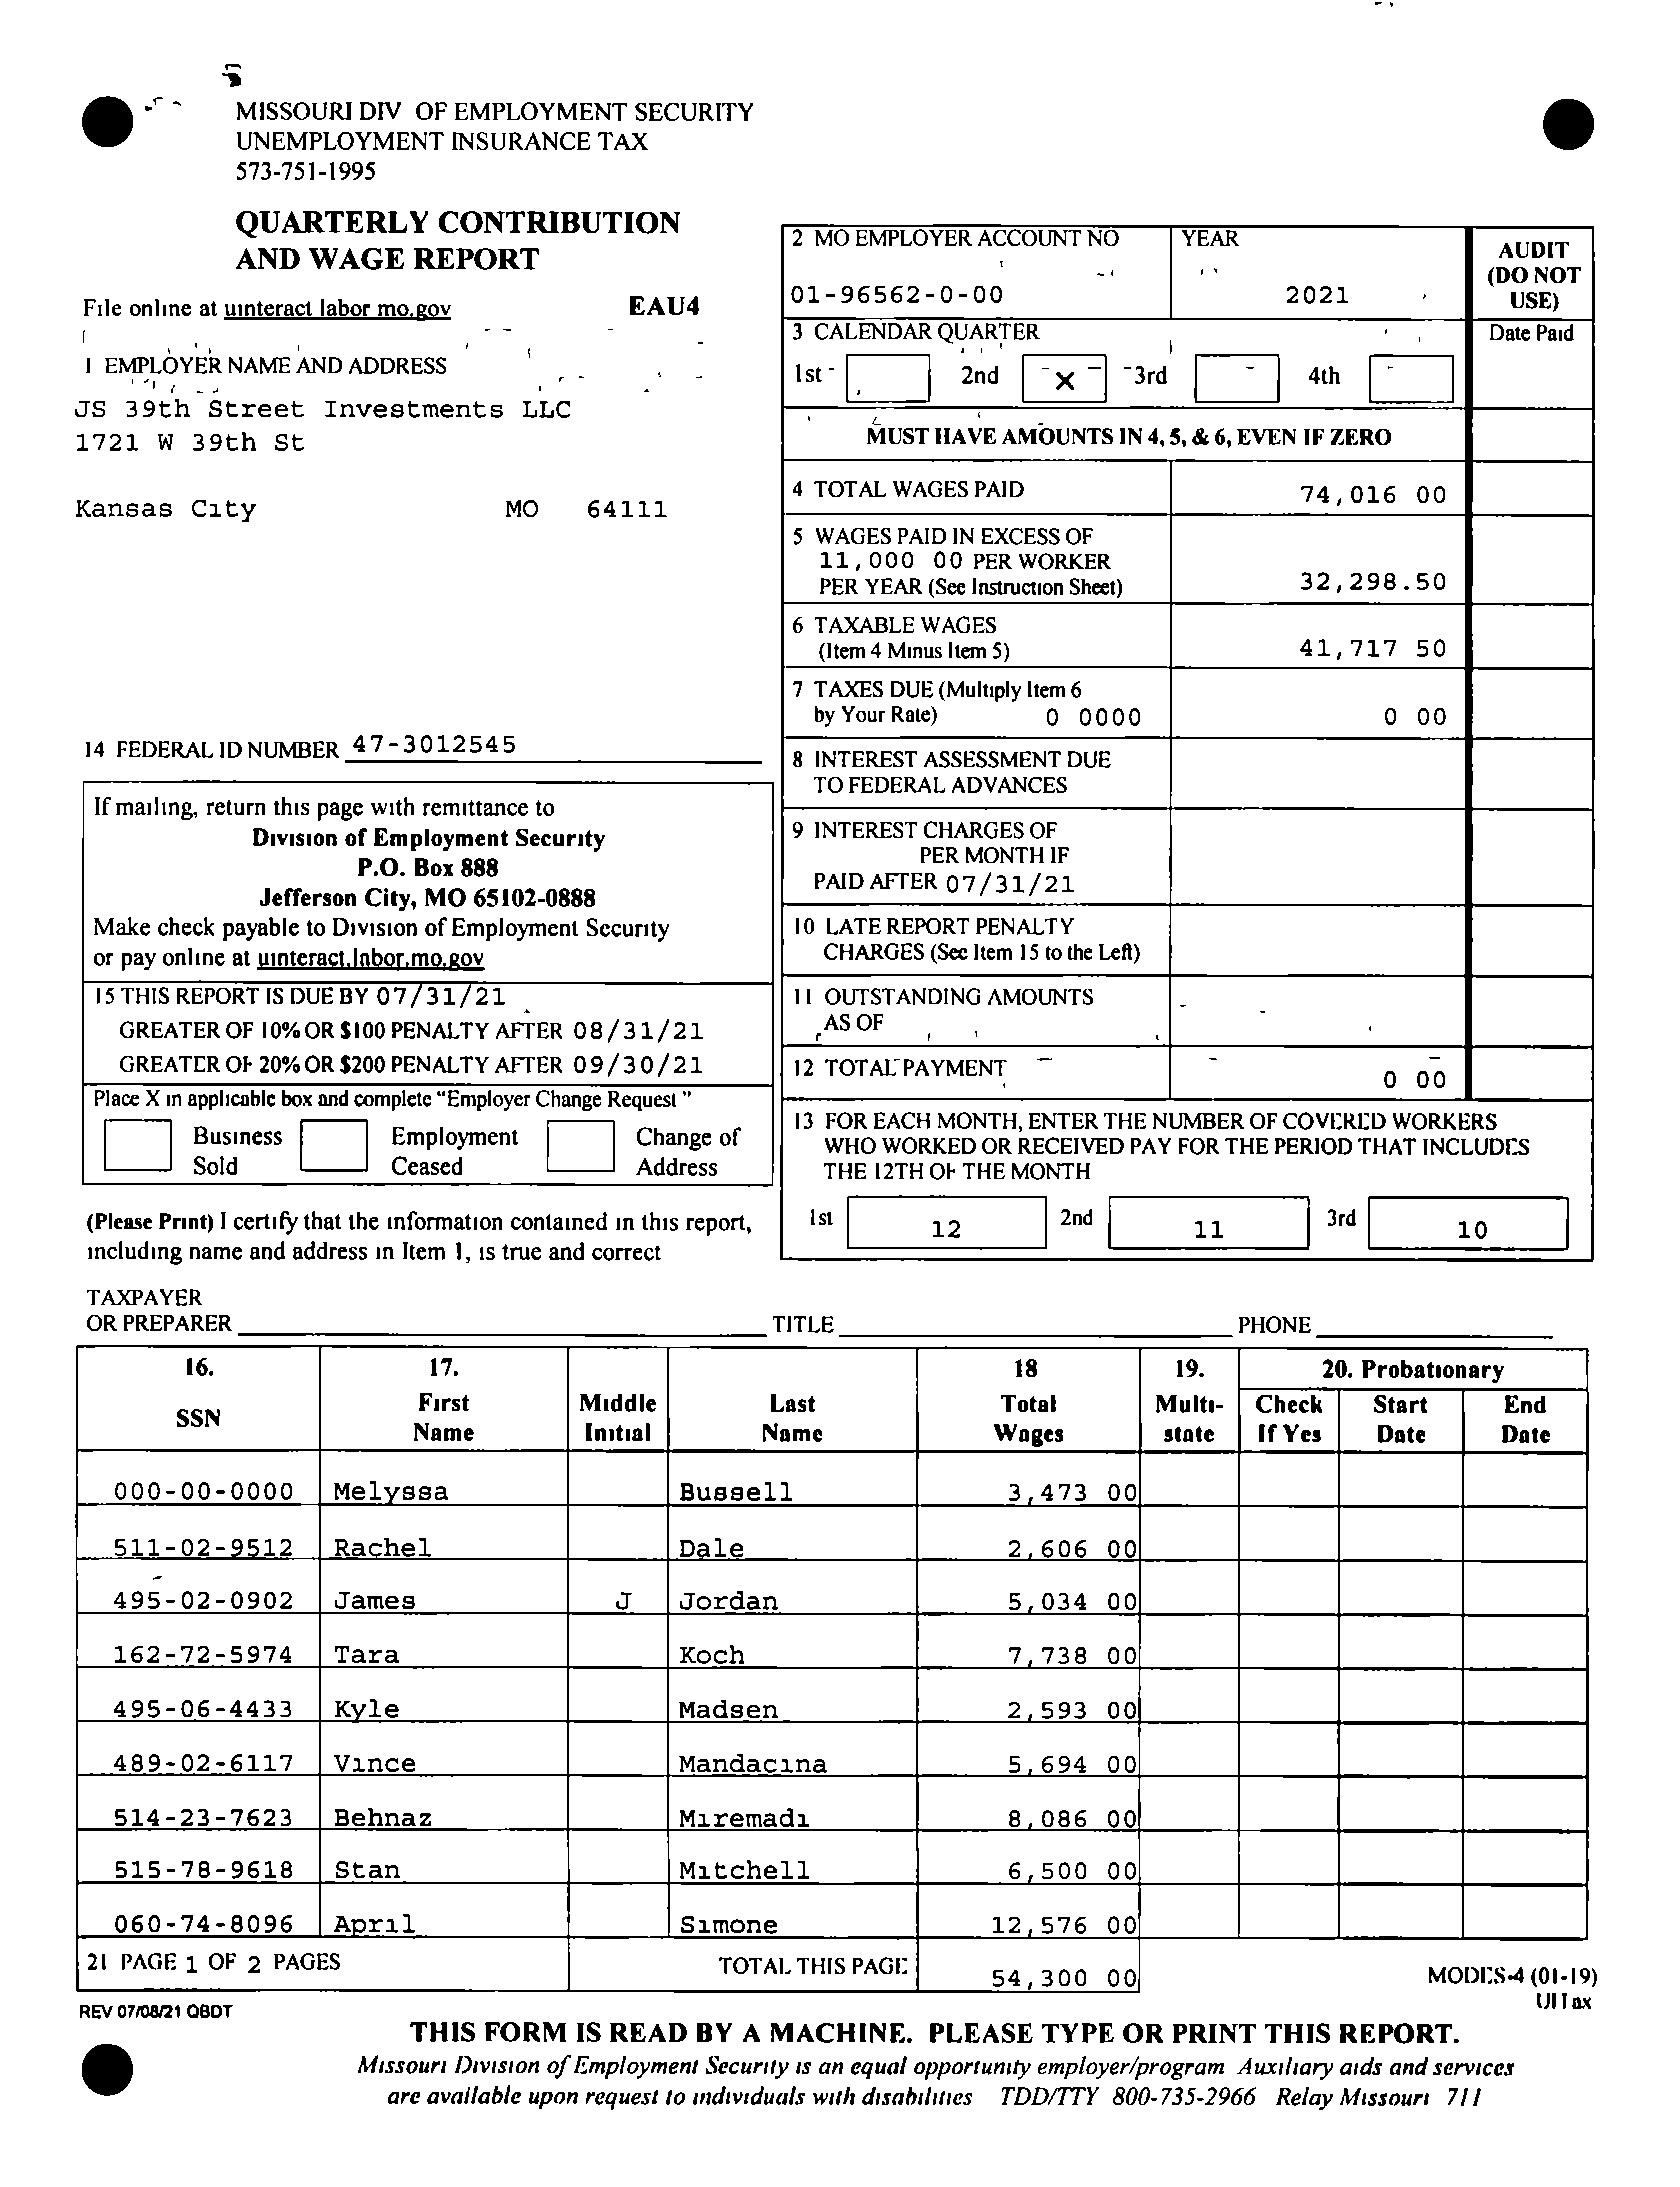 MISSOURI DIV OF EMPLOYMENT SECURITY
UNEMPLOYMENT INSURANCE TAX
573-751-1995
QUARTERLY CONTRIBUTION
AND WAGE REPORT
File online at uinteract labor mo.gov EAU4
1 EMPLOYER NAME AND ADDRESS
JS 39th Street Investments LLC
1721 W 39th St
Kansas City MO 64111
14 FEDERAL ID NUMBER 47-3012545
If mailing, return this page with remittance to
Division of Employment Security
P.O. Box 888
Jefferson City, MO 65102-0888
Make check payable to Division of Employment Security
or pay online at uinteract.labor.mo.gov
15 THIS REPORT IS DUE BY 07/31/21
GREATER OF 10% OR $100 PENALTY AFTER 08/31/21
GREATER OF 20% OR $200 PENALTY AFTER 09/30/21
Place X in applicable box and complete "Employer Change Request "
Business Sold
Employment Ceased
Change of Address
(Please Print) I certify that the information contained in this report,
including name and address in Item 1, is true and correct
2 MO EMPLOYER ACCOUNT NO YEAR
01-96562-0-00 2021
AUDIT
(DO NOT
USE)
Date Paid
3 CALENDAR QUARTER
1st 2nd X 3rd 4th
MUST HAVE AMOUNTS IN 4, 5, & 6, EVEN IF ZERO
4 TOTAL WAGES PAID 74,016 00
5 WAGES PAID IN EXCESS OF
11,000 00 PER WORKER
PER YEAR (See Instruction Sheet) 32,298.50
6 TAXABLE WAGES
(Item 4 Minus Item 5) 41,717 50
7 TAXES DUE (Multiply Item 6
by Your Rate) 0 0000 0 00
8 INTEREST ASSESSMENT DUE
TO FEDERAL ADVANCES
9 INTEREST CHARGES OF
PER MONTH IF
PAID AFTER 07/31/21
10 LATE REPORT PENALTY
CHARGES (See Item 15 to the Left)
11 OUTSTANDING AMOUNTS
AS OF
12 TOTAL PAYMENT 0 00
13 FOR EACH MONTH, ENTER THE NUMBER OF COVERED WORKERS
WHO WORKED OR RECEIVED PAY FOR THE PERIOD THAT INCLUDES
THE 12TH OF THE MONTH
1st 12 2nd 11 3rd 10
TAXPAYER
OR PREPARER TITLE PHONE
16. 17. 18 19. 20. Probationary
SSN First Name Middle Initial Last Name Total Wages Multi-state Check If Yes Start Date End Date
000-00-0000 Melyssa Bussell 3,473 00
511-02-9512 Rachel Dale 2,606 00
495-02-0902 James J Jordan 5,034 00
162-72-5974 Tara Koch 7,738 00
495-06-4433 Kyle Madsen 2,593 00
489-02-6117 Vince Mandacina 5,694 00
514-23-7623 Behnaz Miremadi 8,086 00
515-78-9618 Stan Mitchell 6,500 00
060-74-8096 April Simone 12,576 00
21 PAGE 1 OF 2 PAGES TOTAL THIS PAGE 54,300 00
MODES-4 (01-19)
UI Tax
REV 07/08/21 QBDT
THIS FORM IS READ BY A MACHINE. PLEASE TYPE OR PRINT THIS REPORT.
Missouri Division of Employment Security is an equal opportunity employer/program Auxiliary aids and services
are available upon request to individuals with disabilities TDD/TTY 800-735-2966 Relay Missouri 711